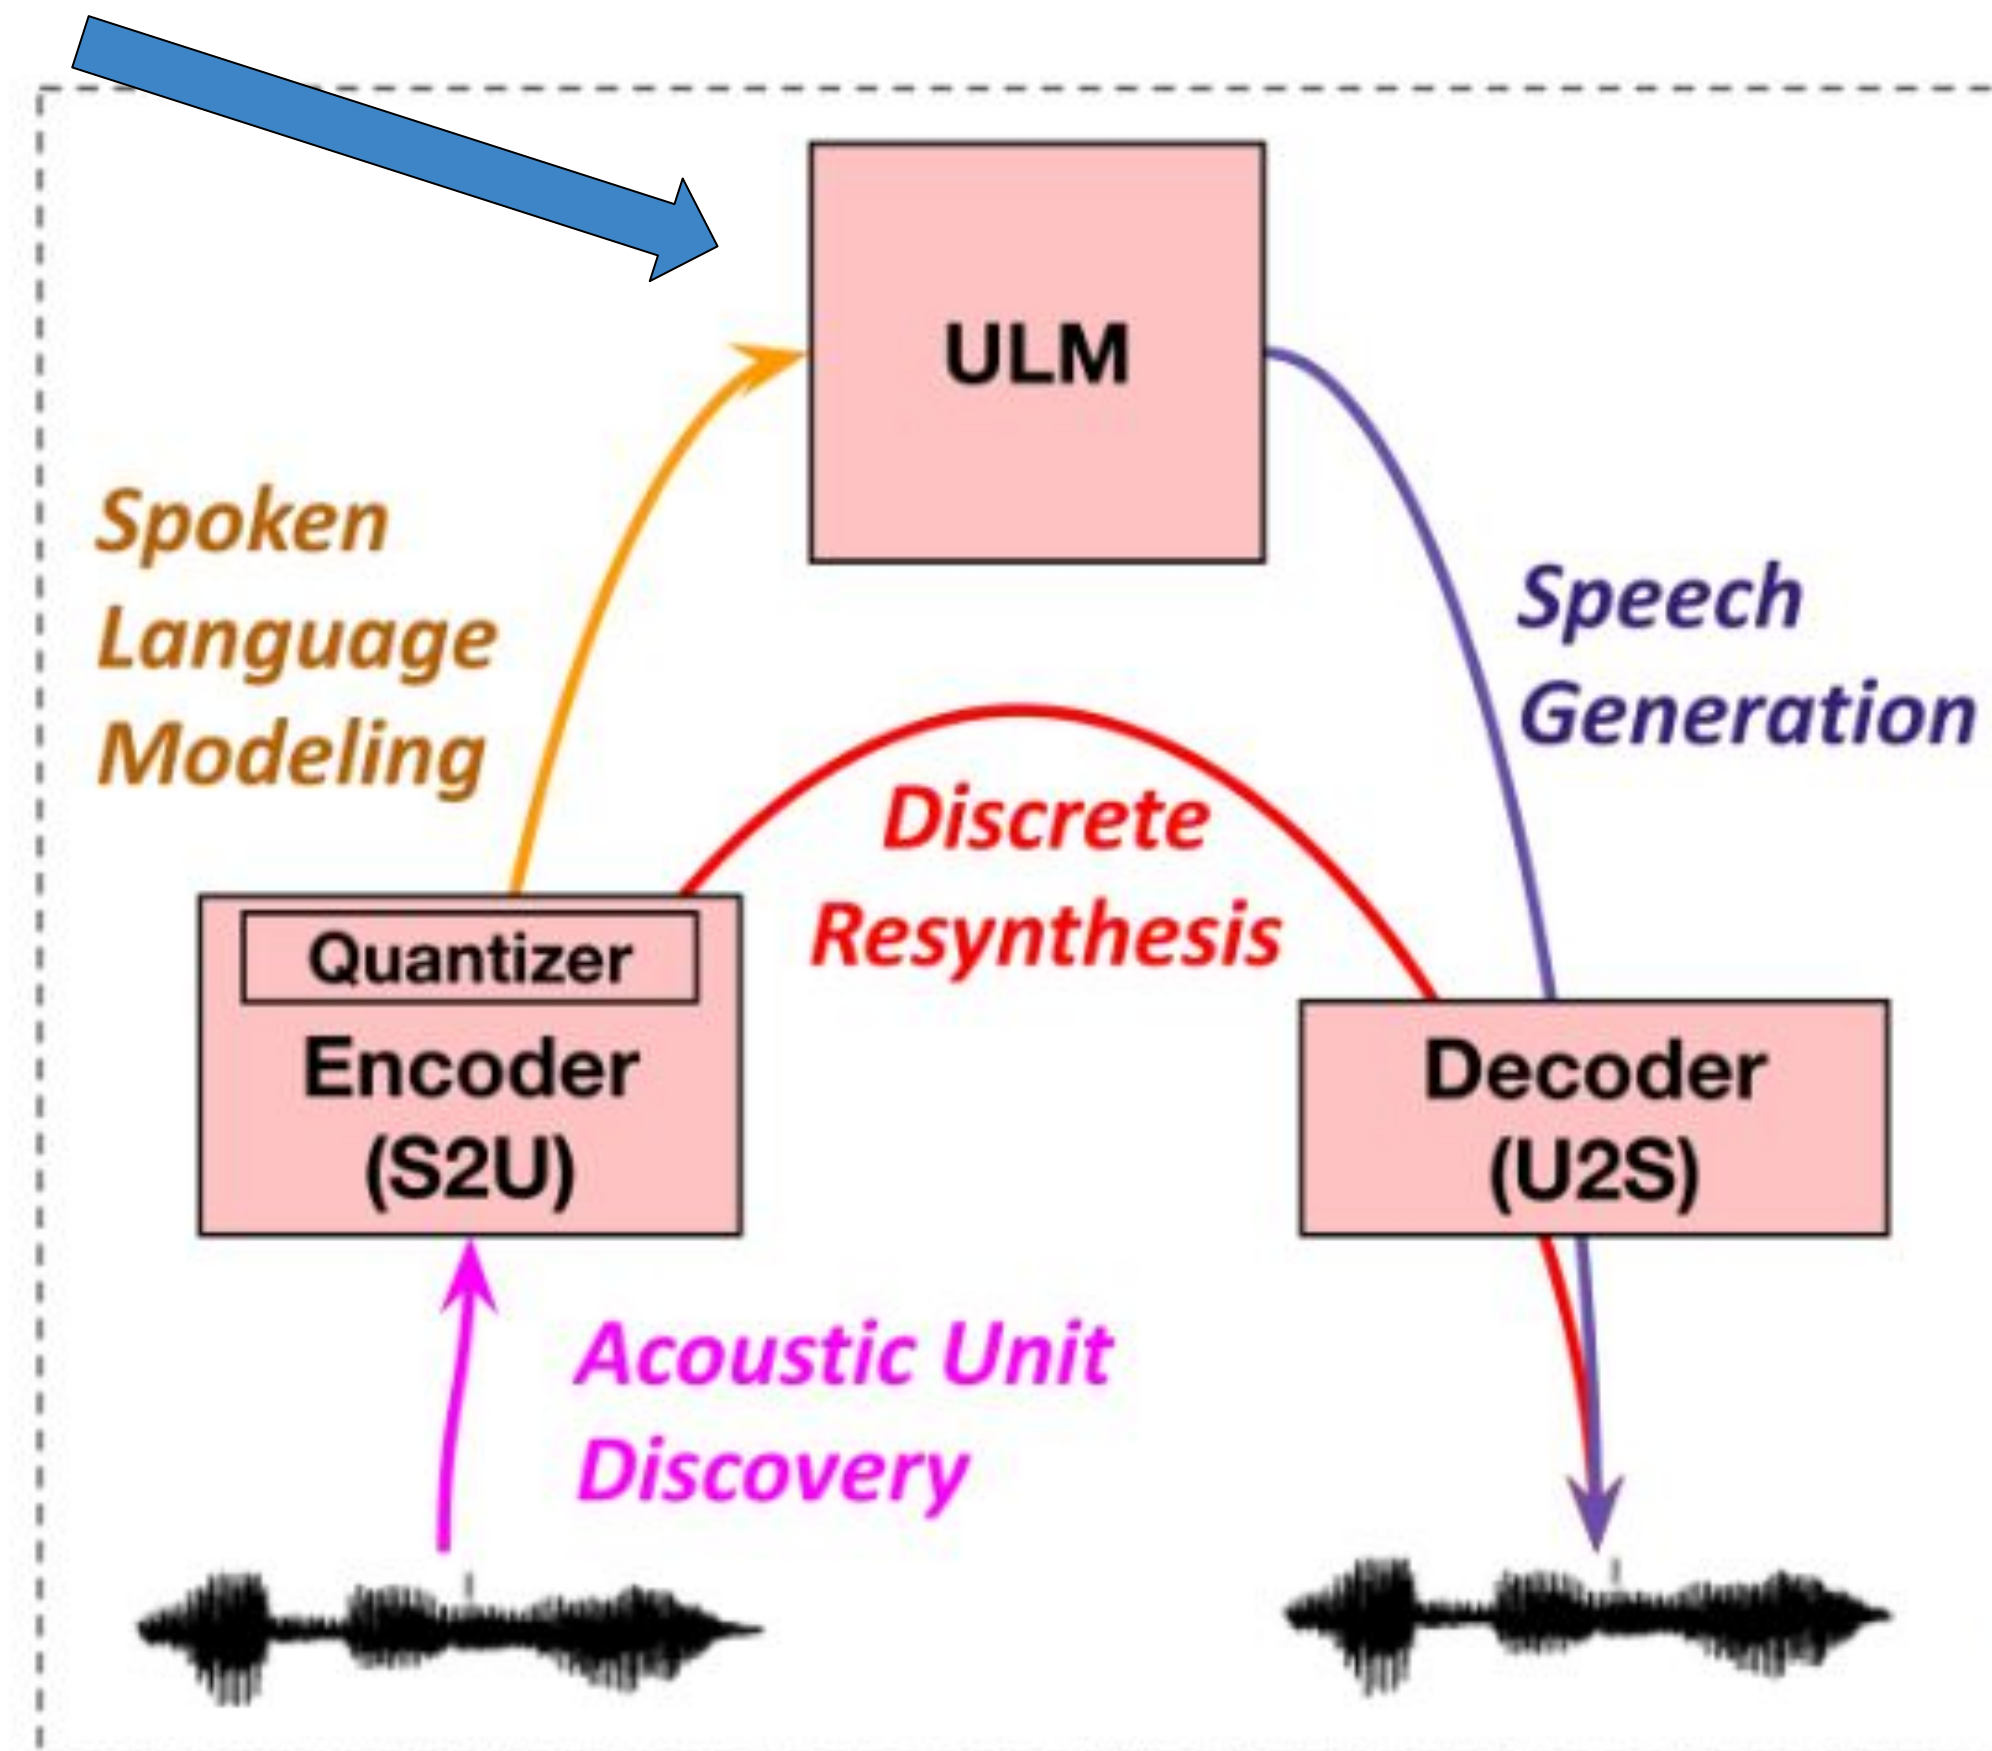 ULM
Spoken
Language
Modeling
Speech
Generation
Discrete
Resynthesis
Quantizer
Encoder
(S2U)
Decoder
(U2S)
Acoustic Unit
Discovery